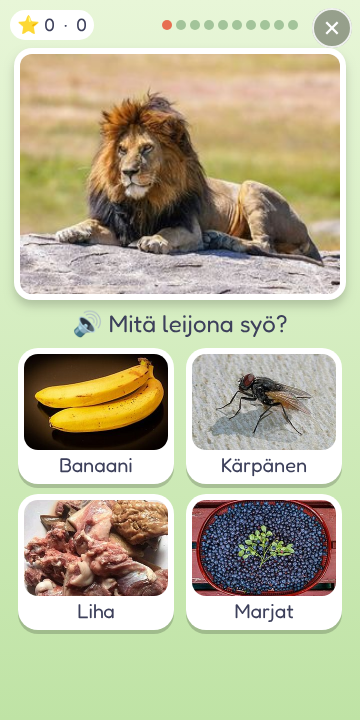 ⭐ 0 · 0
🔊 Mitä leijona syö?
Banaani
Kärpänen
Liha
Marjat